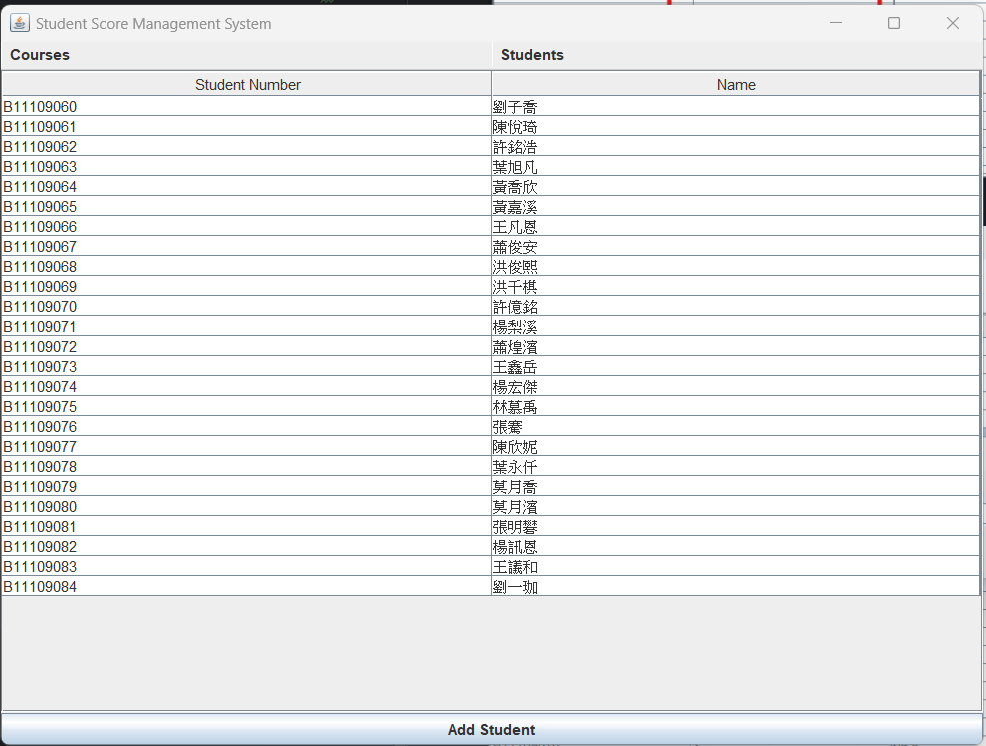 Student Score Management System
Courses Students
Student Number Name
B11109060 劉子喬
B11109061 陳悅琦
B11109062 許銘浩
B11109063 葉旭凡
B11109064 黃喬欣
B11109065 黃嘉溪
B11109066 王凡恩
B11109067 蕭俊安
B11109068 洪俊熙
B11109069 洪千棋
B11109070 許億銘
B11109071 楊梨溪
B11109072 蕭煌濱
B11109073 王鑫岳
B11109074 楊宏傑
B11109075 林慕禹
B11109076 張騫
B11109077 陳欣妮
B11109078 葉永仟
B11109079 莫月喬
B11109080 莫月濱
B11109081 張明
B11109082 楊訊恩
B11109083 王議和
B11109084 劉一珈
Add Student